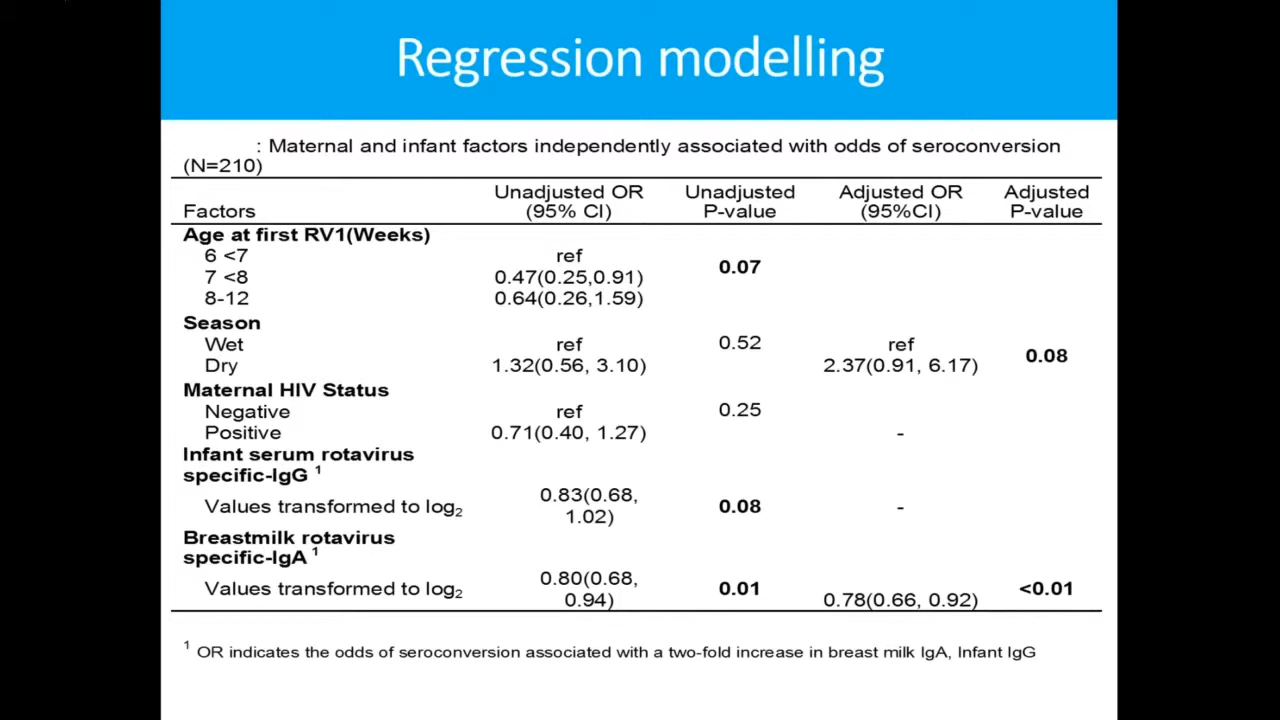 Regression modelling
: Maternal and infant factors independently associated with odds of seroconversion
(N=210)
Factors Unadjusted OR (95% CI) Unadjusted P-value Adjusted OR (95%CI) Adjusted P-value
Age at first RV1(Weeks)
6 <7 ref
0.07
7 <8 0.47(0.25,0.91)
8-12 0.64(0.26,1.59)
Season
Wet ref 0.52 ref
0.08
Dry 1.32(0.56, 3.10) 2.37(0.91, 6.17)
Maternal HIV Status
Negative ref 0.25
Positive 0.71(0.40, 1.27) -
Infant serum rotavirus
specific-IgG 1
Values transformed to log2 0.83(0.68, 1.02) 0.08 -
Breastmilk rotavirus
specific-IgA 1
Values transformed to log2 0.80(0.68, 0.94) 0.01 0.78(0.66, 0.92) <0.01
1 OR indicates the odds of seroconversion associated with a two-fold increase in breast milk IgA, Infant IgG